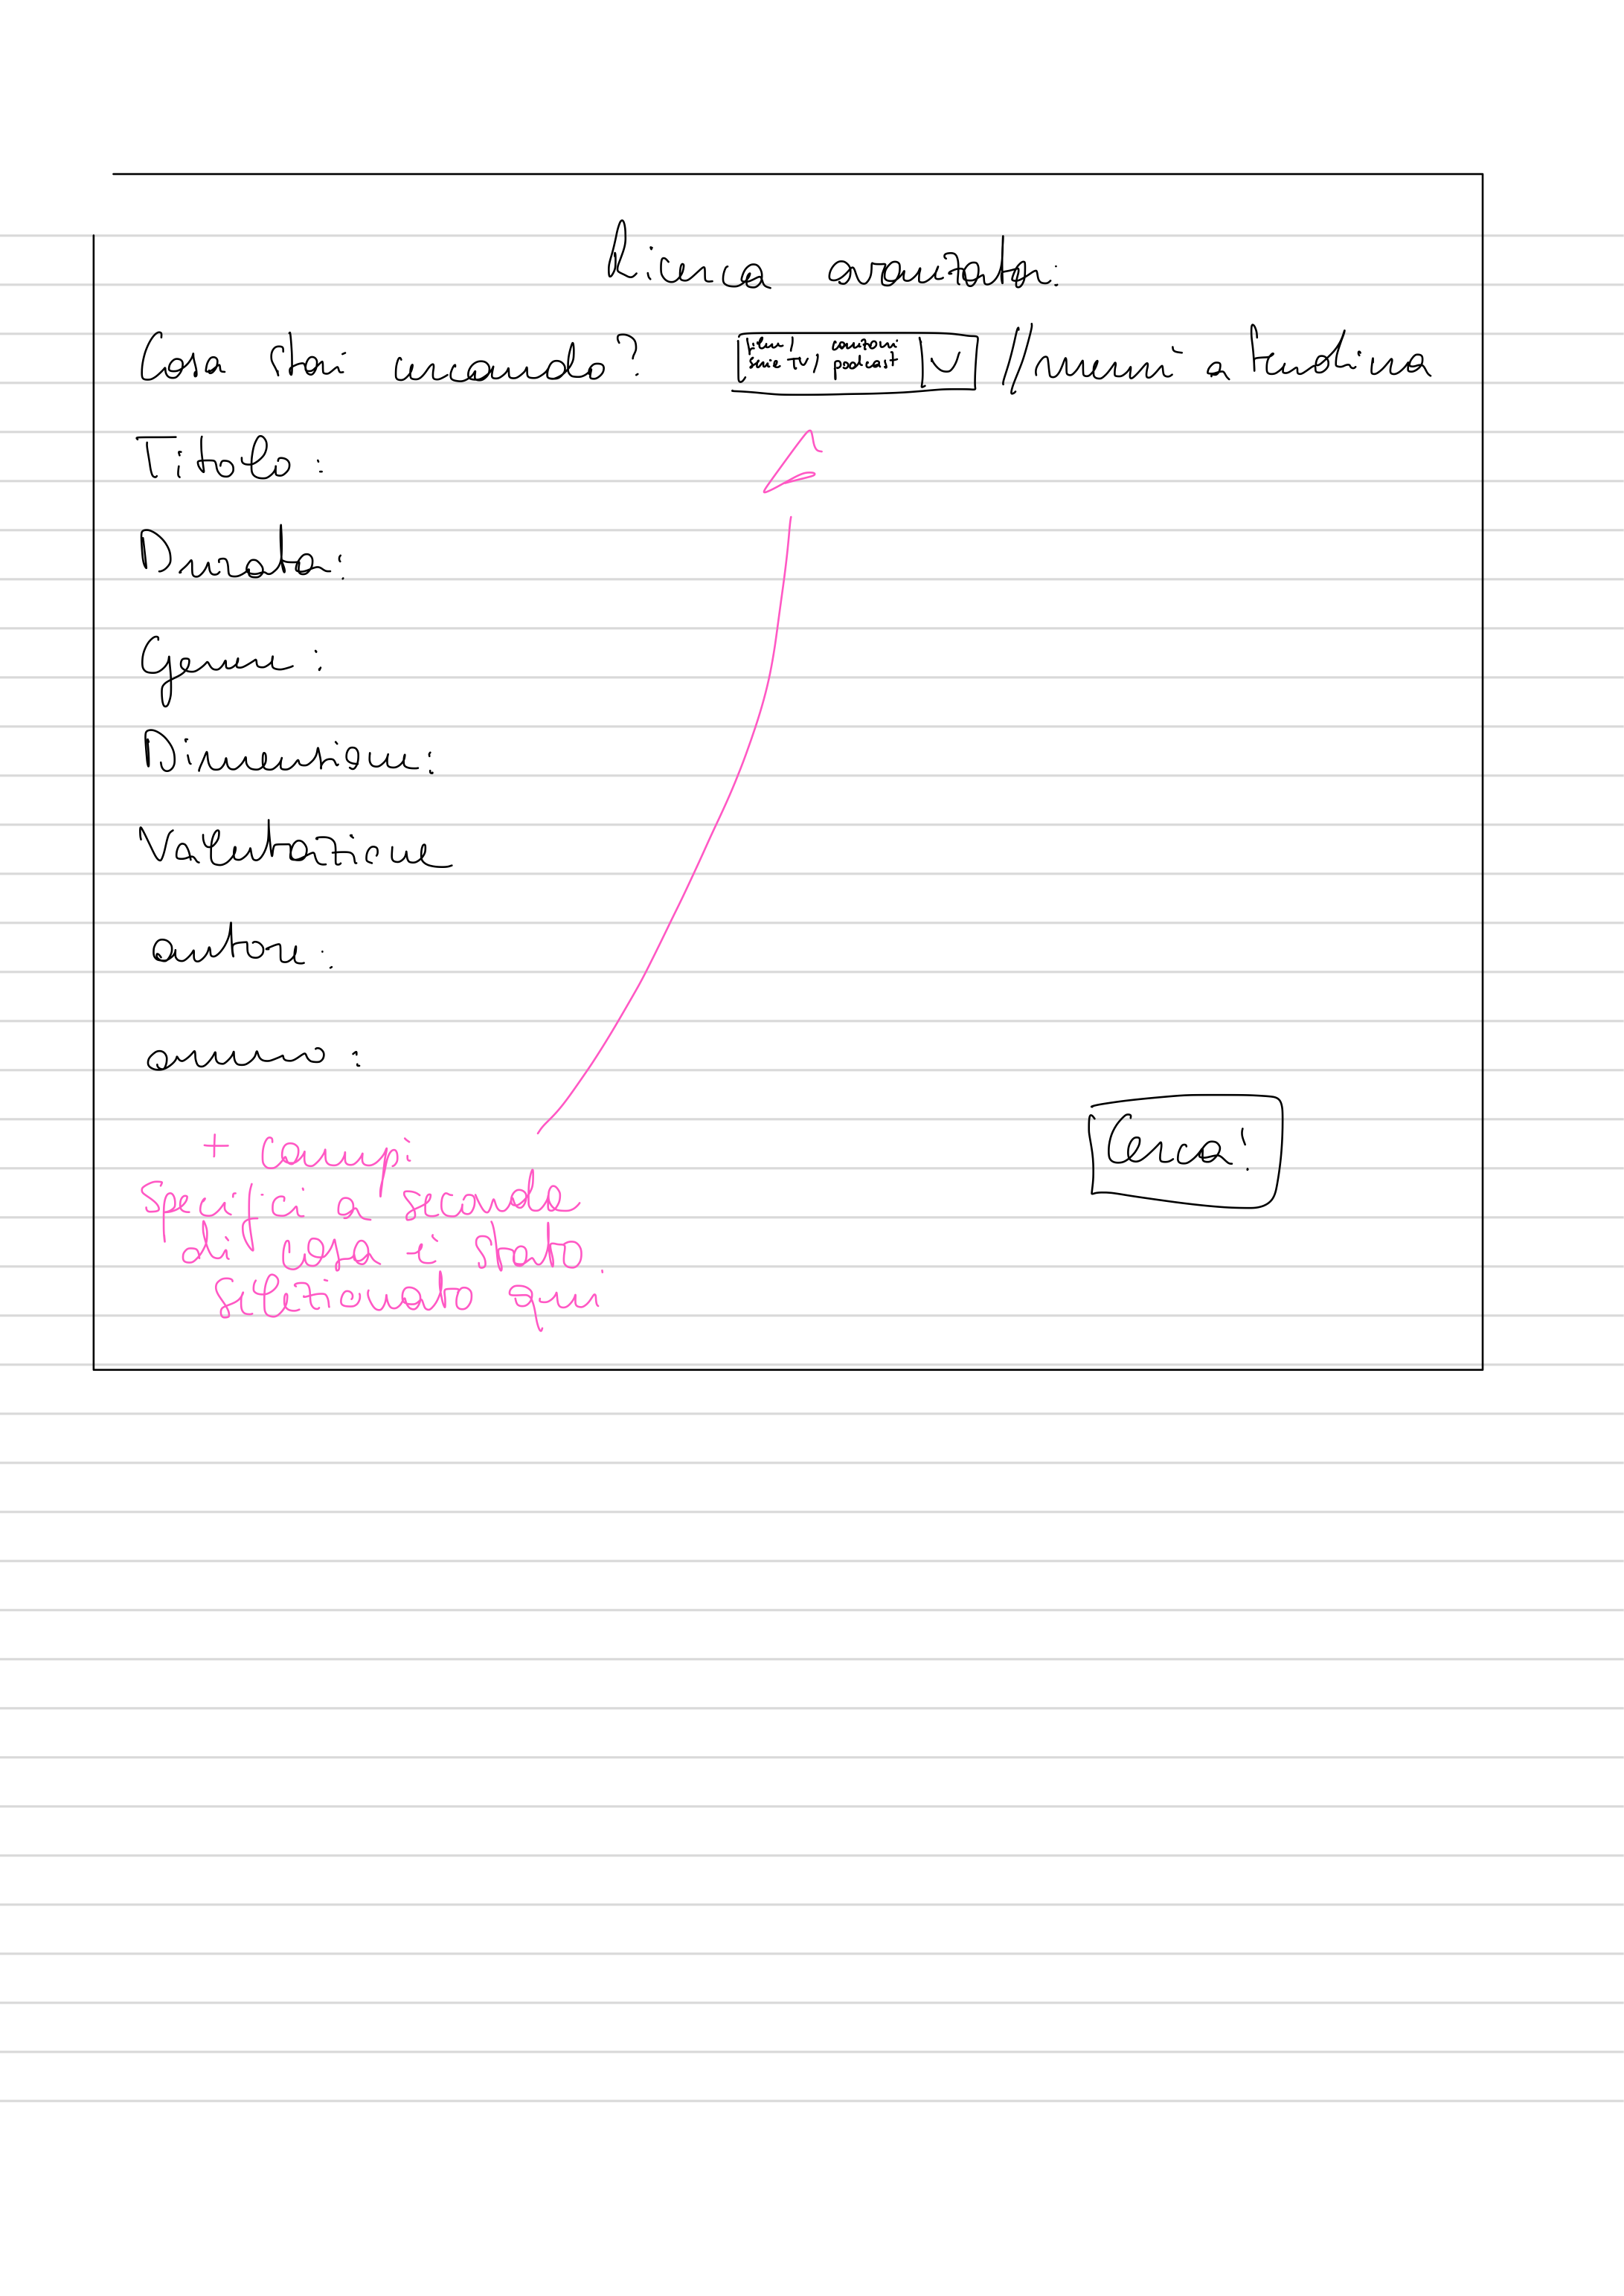 Ricerca avanzata:
Cosa stai cercando?
film, canzoni
serie TV, podcast
// menù a tendina
Titolo:
Durata:
Genere:
Dimensioni:
Valutazione
autore:
anno:
Cerca!
+ campi
specifici a seconda
di cosa è stato
selezionato qui